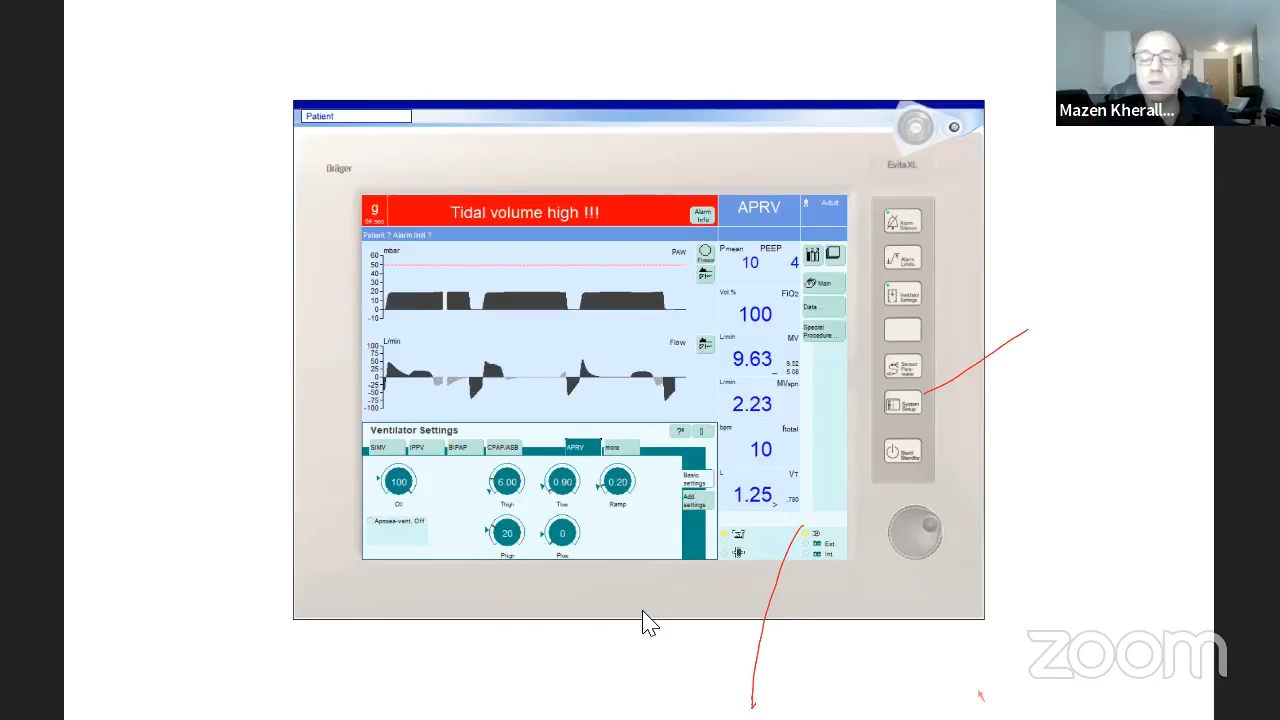 Mazen Kherall...
Patient
Dräger
EvitaXL
g
Tidal volume high !!!
Alarm Info
APRV
Adult
Patient ? Alarm limit ?
mbar
PAW
60
50
40
30
20
10
0
-10
Freeze
L/min
Flow
100
75
50
25
0
-25
-50
-75
-100
Pmean PEEP
10 4
Vol.% FiO2
100
L/min MV
9.63
L/min MVspn
2.23
bpm ftotal
10
L VT
1.25 .780
Main
Data ...
Special Procedure ...
Ext.
Int.
Alarm Silence
Alarm Limits
Ventilator Settings
Sensor Parameter
System Setup
Start/Standby
Ventilator Settings
SIMV IPPV BIPAP CPAP/ASB APRV more
100 6.00 0.90 0.20
O2 Thigh Tlow Ramp
Apnoea-vent. Off
20 0
Phigh Plow
Basic settings
Add. settings
zoom